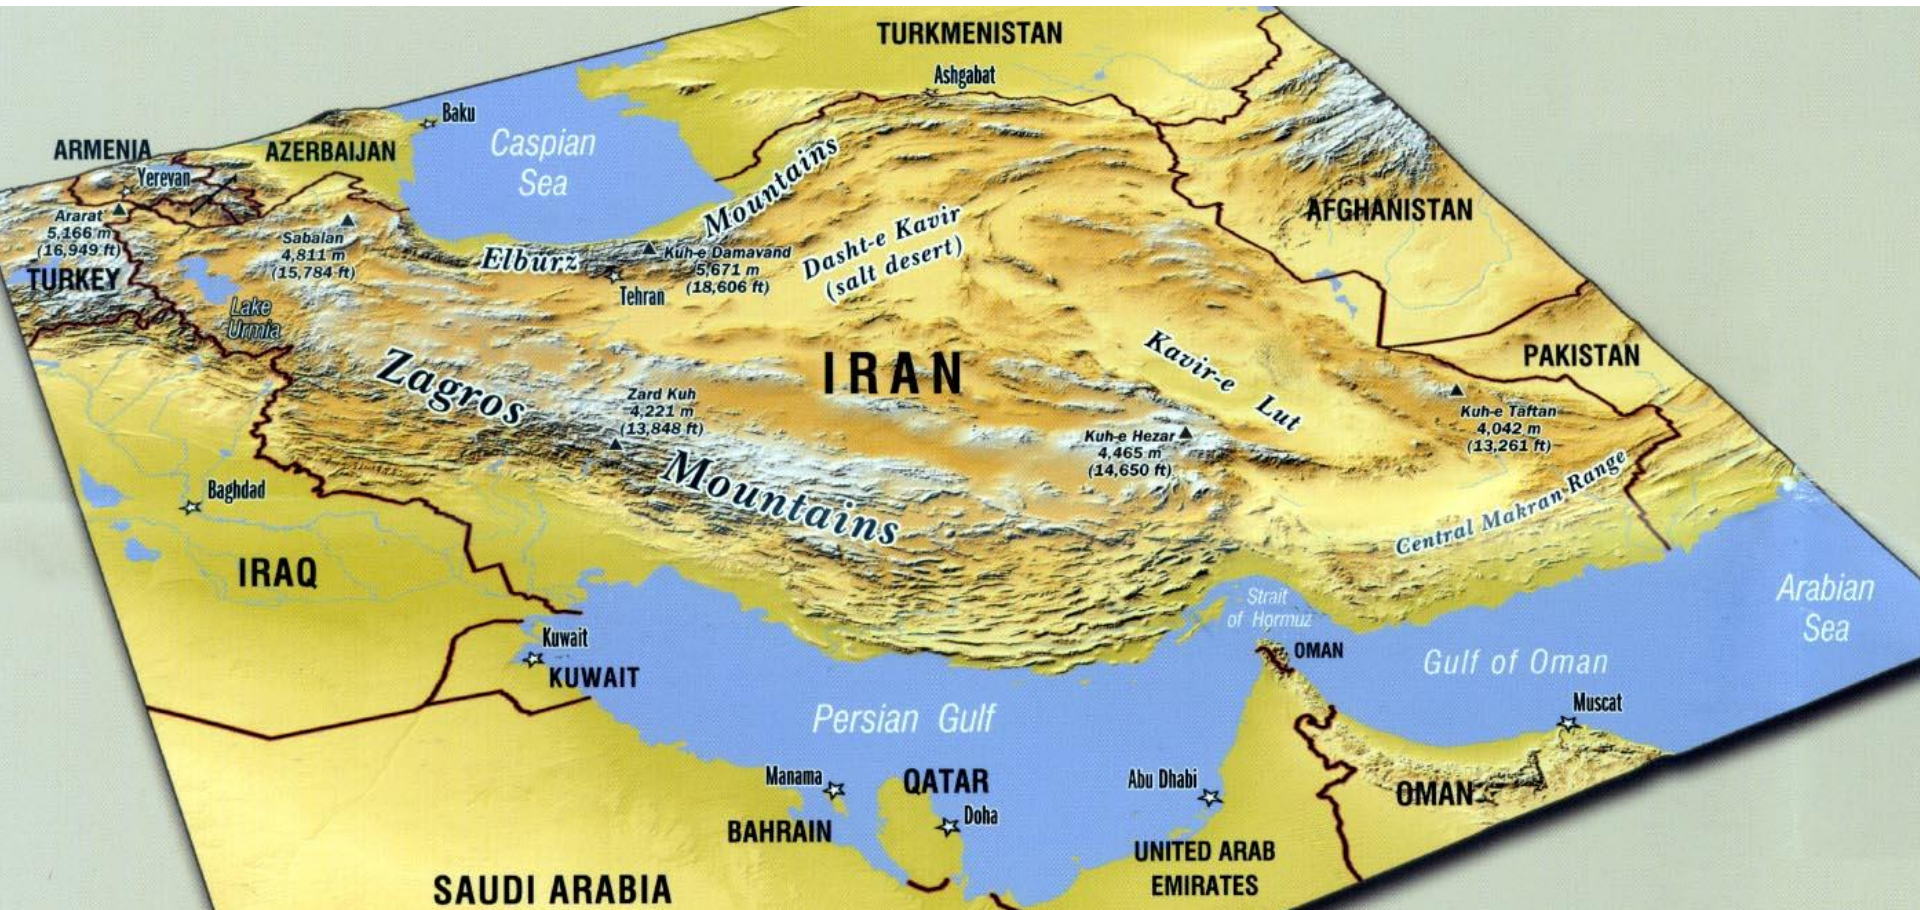 TURKMENISTAN
Ashgabat
Baku
Caspian
Sea
ARMENIA
AZERBAIJAN
Yerevan
Ararat
5,166 m
(16,949 ft)
Sabalan
4,811 m
(15,784 ft)
TURKEY
Lake
Urmia
Elburz
Mountains
Kuh-e Damavand
5,671 m
(18,606 ft)
Tehran
Dasht-e Kavir
(salt desert)
AFGHANISTAN
PAKISTAN
IRAN
Kavir-e Lut
Zagros
Mountains
Zard Kuh
4,221 m
(13,848 ft)
Kuh-e Hezar
4,465 m
(14,650 ft)
Kuh-e Taftan
4,042 m
(13,261 ft)
Central Makran Range
Baghdad
IRAQ
Kuwait
KUWAIT
Strait
of Hormuz
OMAN
Gulf of Oman
Arabian
Sea
Muscat
Persian Gulf
Manama
QATAR
Doha
BAHRAIN
Abu Dhabi
UNITED ARAB
EMIRATES
OMAN
SAUDI ARABIA